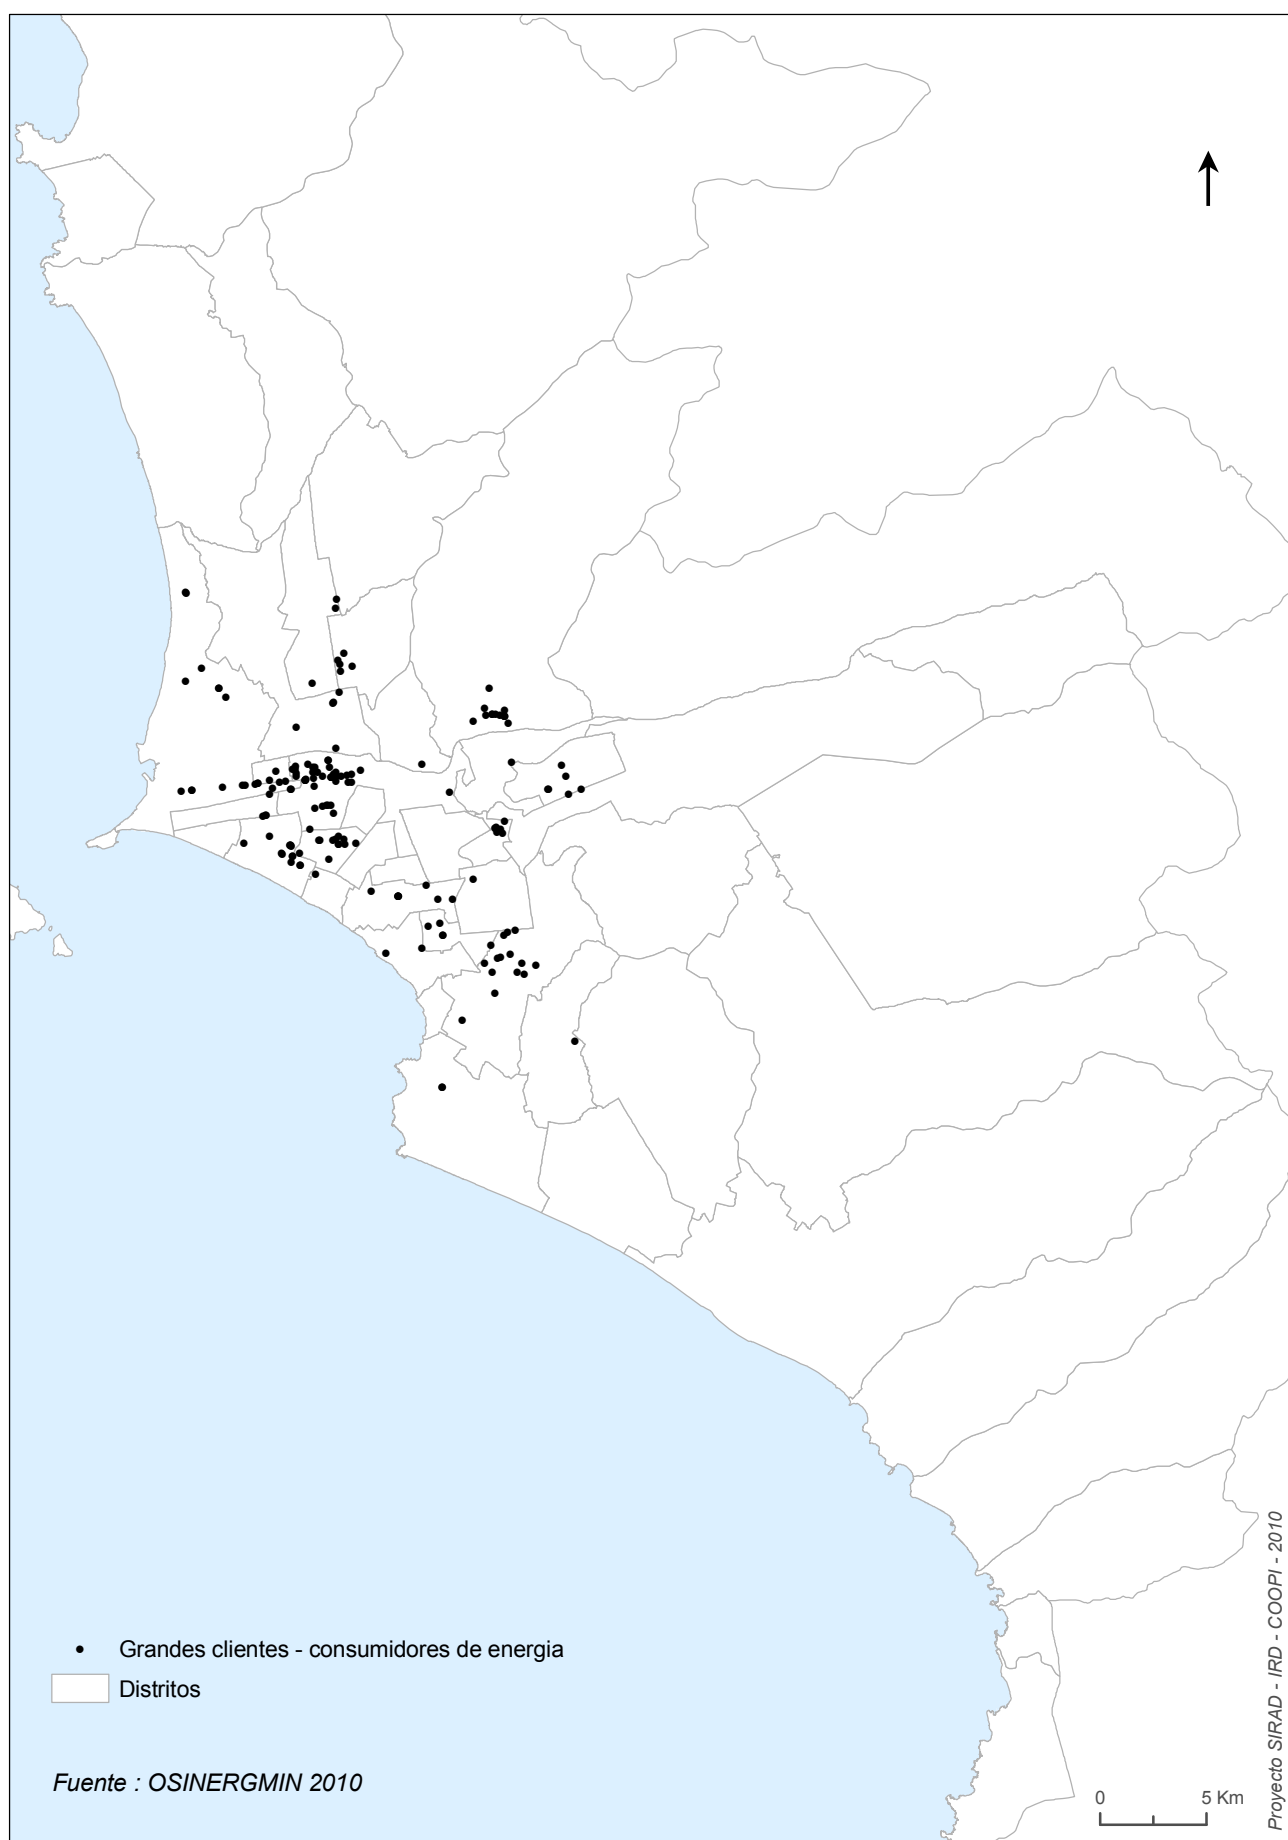 Grandes clientes - consumidores de energia
Distritos
Fuente : OSINERGMIN 2010
0 5 Km
Proyecto SIRAD - IRD - COOPI - 2010